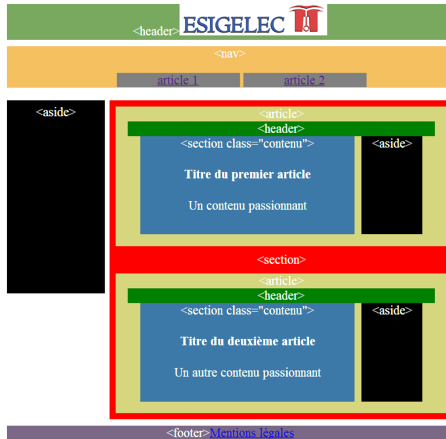 <header> ESIGELEC
<nav>
article 1 article 2
<aside>
<article>
<header>
<section class="contenu"> <aside>
Titre du premier article
Un contenu passionnant
<section>
<article>
<header>
<section class="contenu"> <aside>
Titre du deuxième article
Un autre contenu passionnant
<footer>Mentions légales